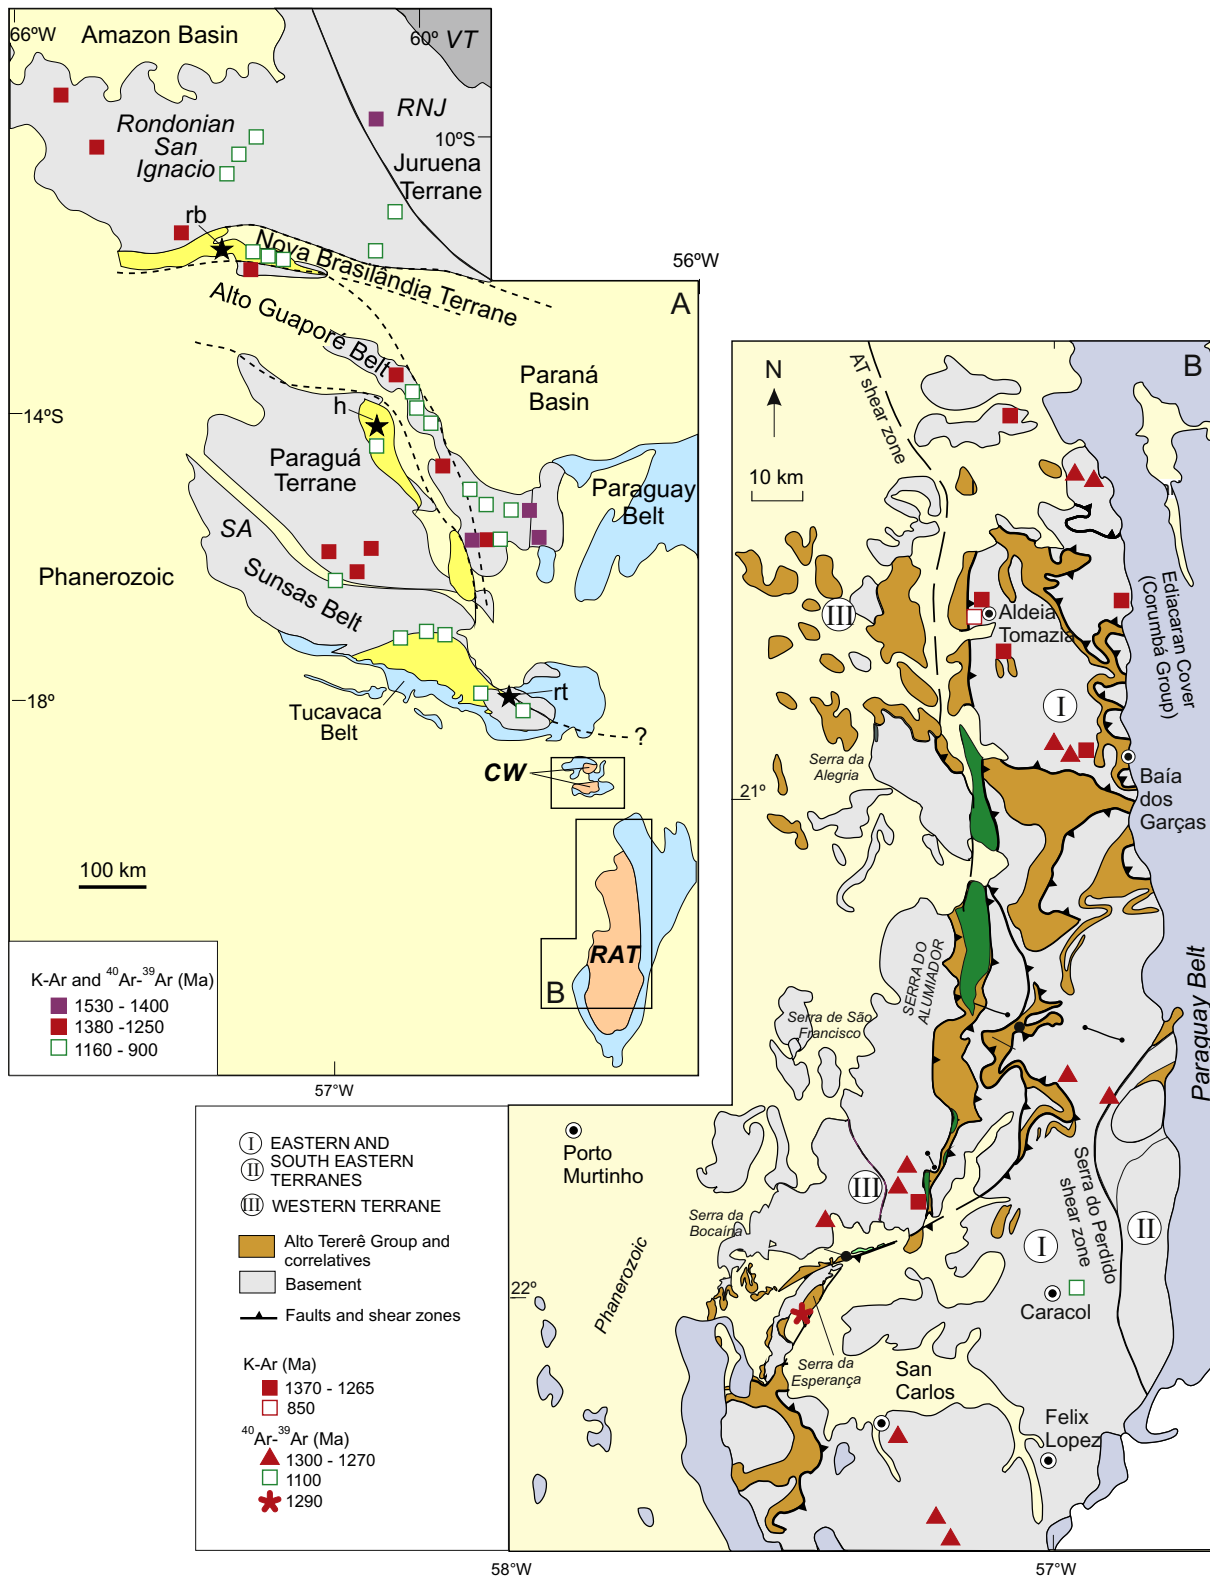 66ºW
Amazon Basin
60º
VT
RNJ
10ºS
Rondonian
San
Ignacio
Juruena
Terrane
rb
Nova Brasilândia Terrane
56ºW
A
Alto Guaporé Belt
Paraná
Basin
14ºS
h
Paraguá
Terrane
Paraguay
Belt
SA
Phanerozoic
Sunsas Belt
Tucavaca
Belt
rt
18º
?
CW
100 km
RAT
B
K-Ar and 40Ar-39Ar (Ma)
1530 - 1400
1380 -1250
1160 - 900
57ºW
B
N
10 km
AT shear zone
III
Aldeia
Tomazia
Ediacaran Cover
(Corumbá Group)
I
Serra da
Alegria
Baía
dos
Garças
21º
SERRA DO
ALUMIADOR
Serra de São
Francisco
Paraguay Belt
Porto
Murtinho
III
Serra da
Bocaína
Serra do Perdido
shear zone
II
I
Phanerozoic
22º
Caracol
Serra da
Esperança
San
Carlos
Felix
Lopez
I EASTERN AND
II SOUTH EASTERN
TERRANES
III WESTERN TERRANE
Alto Tererê Group and
correlatives
Basement
Faults and shear zones
K-Ar (Ma)
1370 - 1265
850
40Ar-39Ar (Ma)
1300 - 1270
1100
1290
58ºW
57ºW